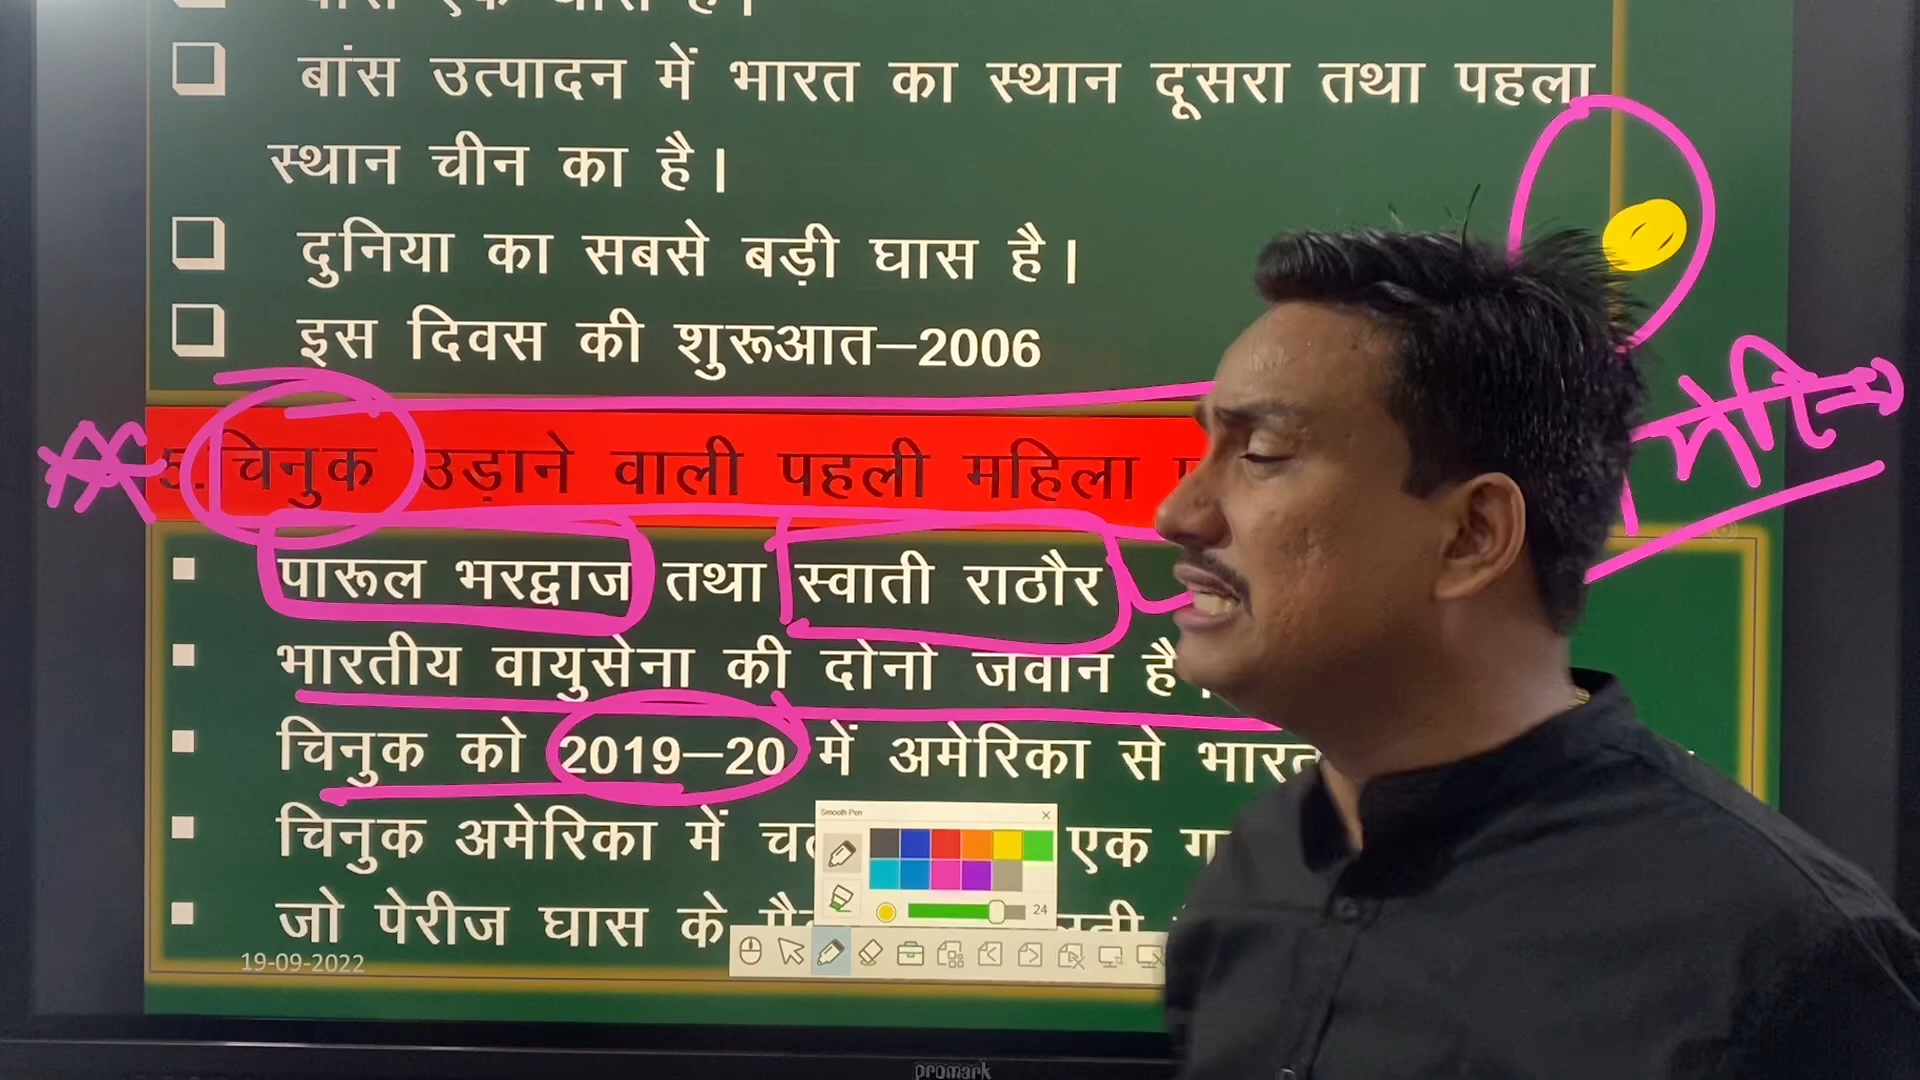 बांस उत्पादन में भारत का स्थान दूसरा तथा पहला
स्थान चीन का है।
दुनिया का सबसे बड़ी घास है।
इस दिवस की शुरूआत–2006
5. चिनुक उड़ाने वाली पहली महिला
पारूल भरद्वाज तथा स्वाती राठौर
भारतीय वायुसेना की दोनो जवान है।
चिनुक को 2019–20 में अमेरिका से भारत
चिनुक अमेरिका में एक
जो पेरीज घास के
19-09-2022
Smooth Pen
24
promark